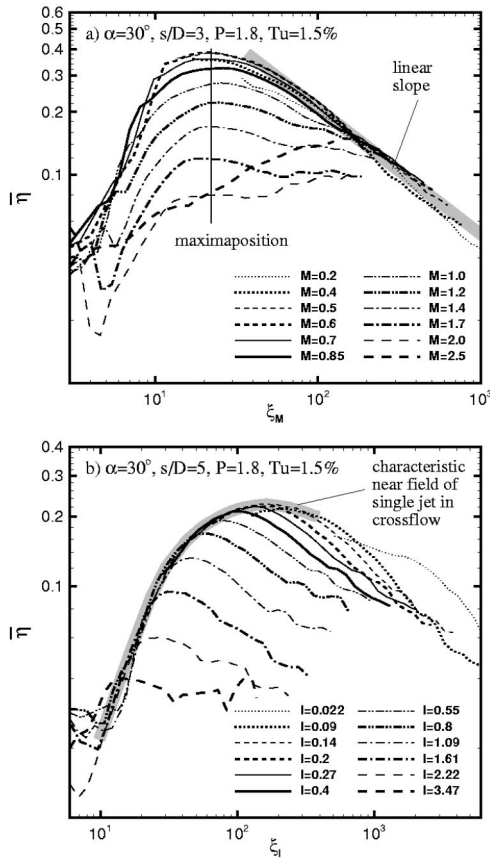 a) α=30°, s/D=3, P=1.8, Tu=1.5%
0.6
0.5
0.4
0.3
0.2
0.1
η̅
linear
slope
maximaposition
M=0.2
M=0.4
M=0.5
M=0.6
M=0.7
M=0.85
M=1.0
M=1.2
M=1.4
M=1.7
M=2.0
M=2.5
10¹ 10² 10³
ξM
b) α=30°, s/D=5, P=1.8, Tu=1.5%
0.4
0.3
0.2
0.1
η̅
characteristic
near field of
single jet in
crossflow
I=0.022
I=0.09
I=0.14
I=0.2
I=0.27
I=0.4
I=0.55
I=0.8
I=1.09
I=1.61
I=2.22
I=3.47
10¹ 10² 10³
ξI